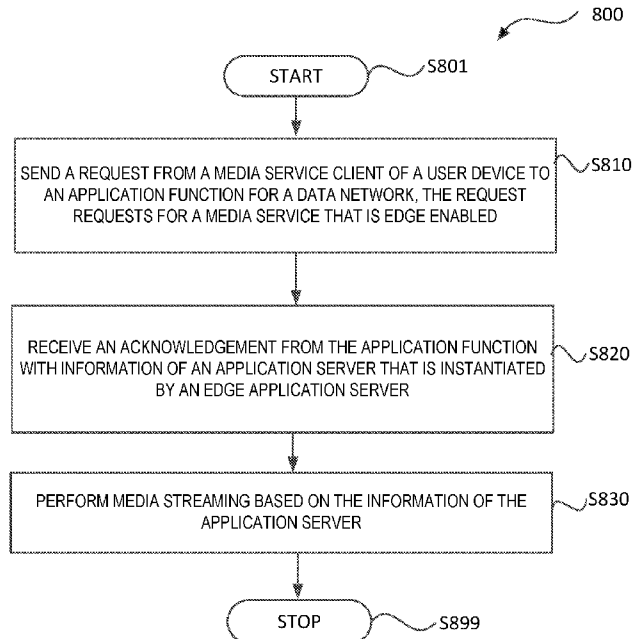 800
START
S801
SEND A REQUEST FROM A MEDIA SERVICE CLIENT OF A USER DEVICE TO
AN APPLICATION FUNCTION FOR A DATA NETWORK, THE REQUEST
REQUESTS FOR A MEDIA SERVICE THAT IS EDGE ENABLED
S810
RECEIVE AN ACKNOWLEDGEMENT FROM THE APPLICATION FUNCTION
WITH INFORMATION OF AN APPLICATION SERVER THAT IS INSTANTIATED
BY AN EDGE APPLICATION SERVER
S820
PERFORM MEDIA STREAMING BASED ON THE INFORMATION OF THE
APPLICATION SERVER
S830
STOP
S899